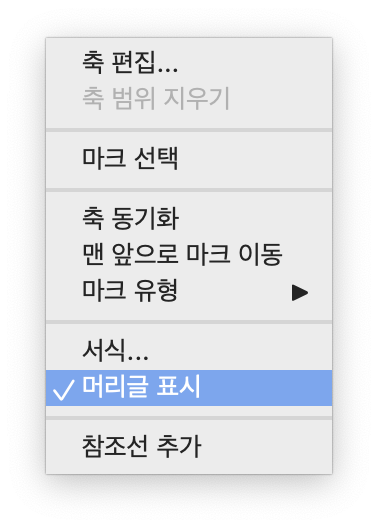 축 편집...
축 범위 지우기
마크 선택
축 동기화
맨 앞으로 마크 이동
마크 유형 ▶
서식...
✓ 머리글 표시
참조선 추가